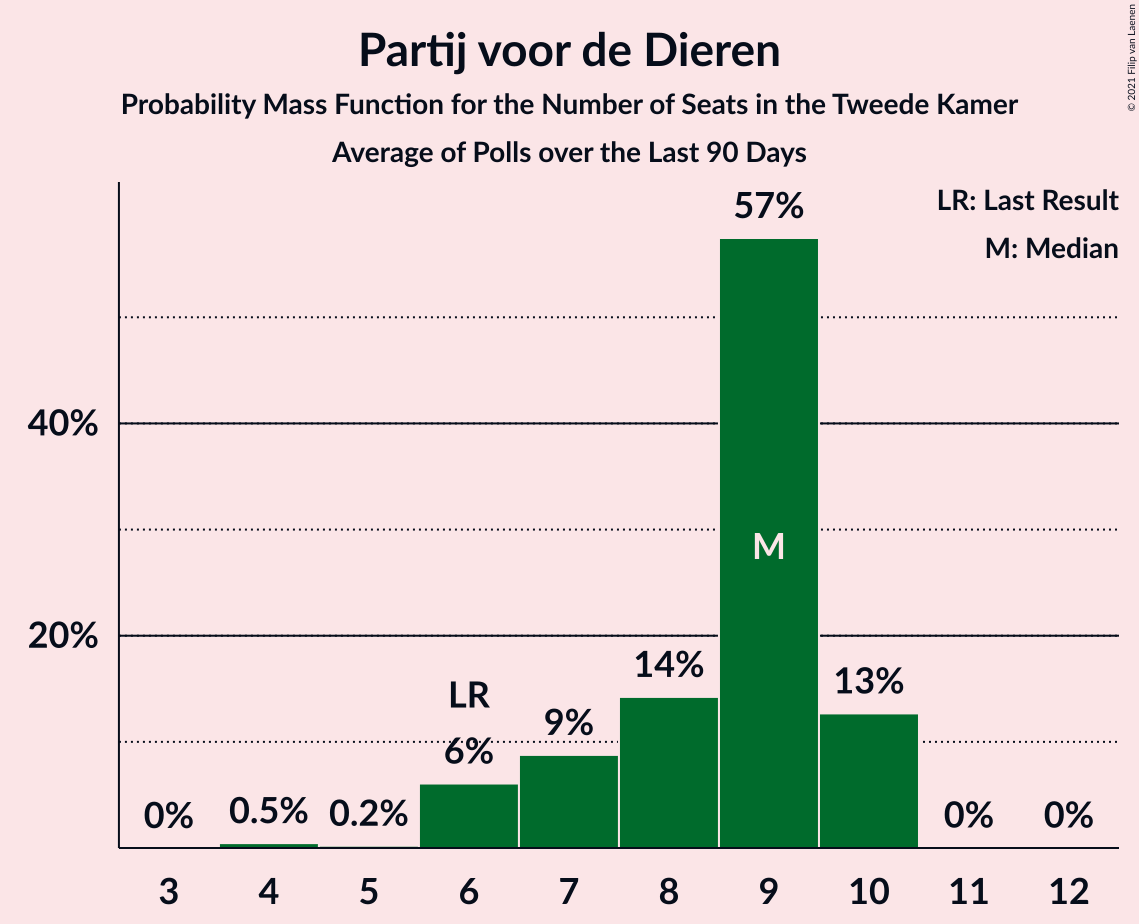 Partij voor de Dieren
Probability Mass Function for the Number of Seats in the Tweede Kamer
Average of Polls over the Last 90 Days
© 2021 Filip van Laenen
LR: Last Result
M: Median
57%
40%
M
20%
14%
13%
LR
9%
6%
0%
0.5%
0.2%
0%
0%
3 4 5 6 7 8 9 10 11 12